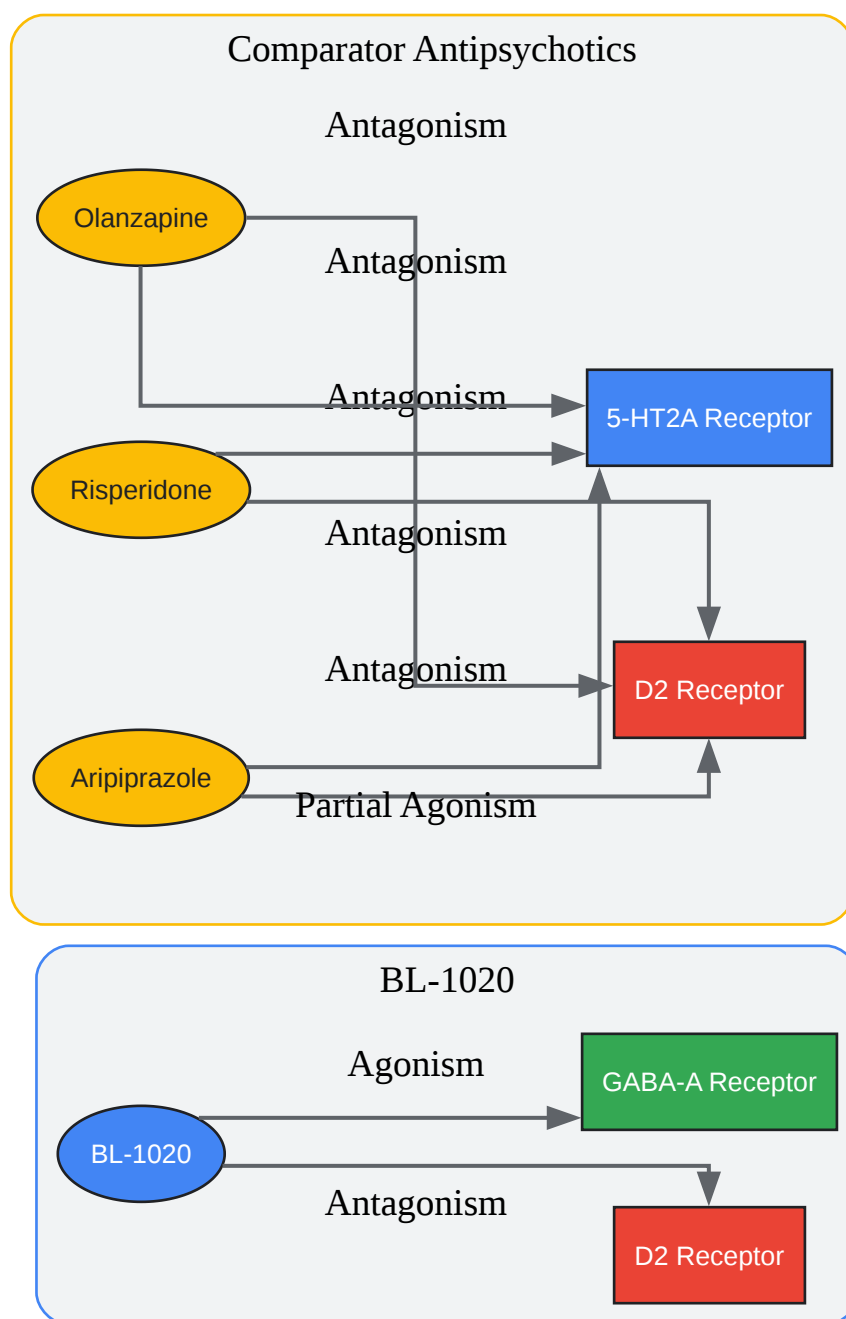 Comparator Antipsychotics
Antagonism
Olanzapine
Antagonism
Antagonism
5-HT2A Receptor
Risperidone
Antagonism
Antagonism
D2 Receptor
Aripiprazole
Partial Agonism
BL-1020
Agonism
GABA-A Receptor
BL-1020
Antagonism
D2 Receptor